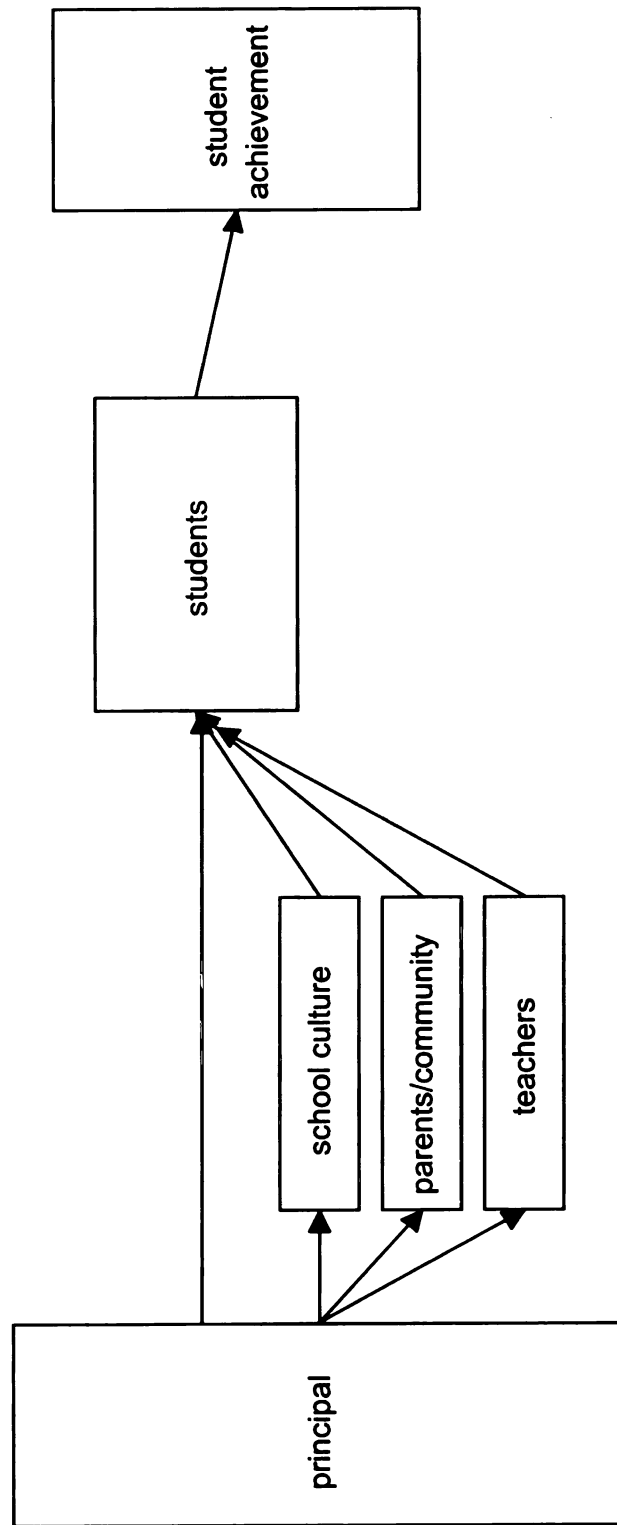 principal
school culture
parents/community
teachers
students
student
achievement